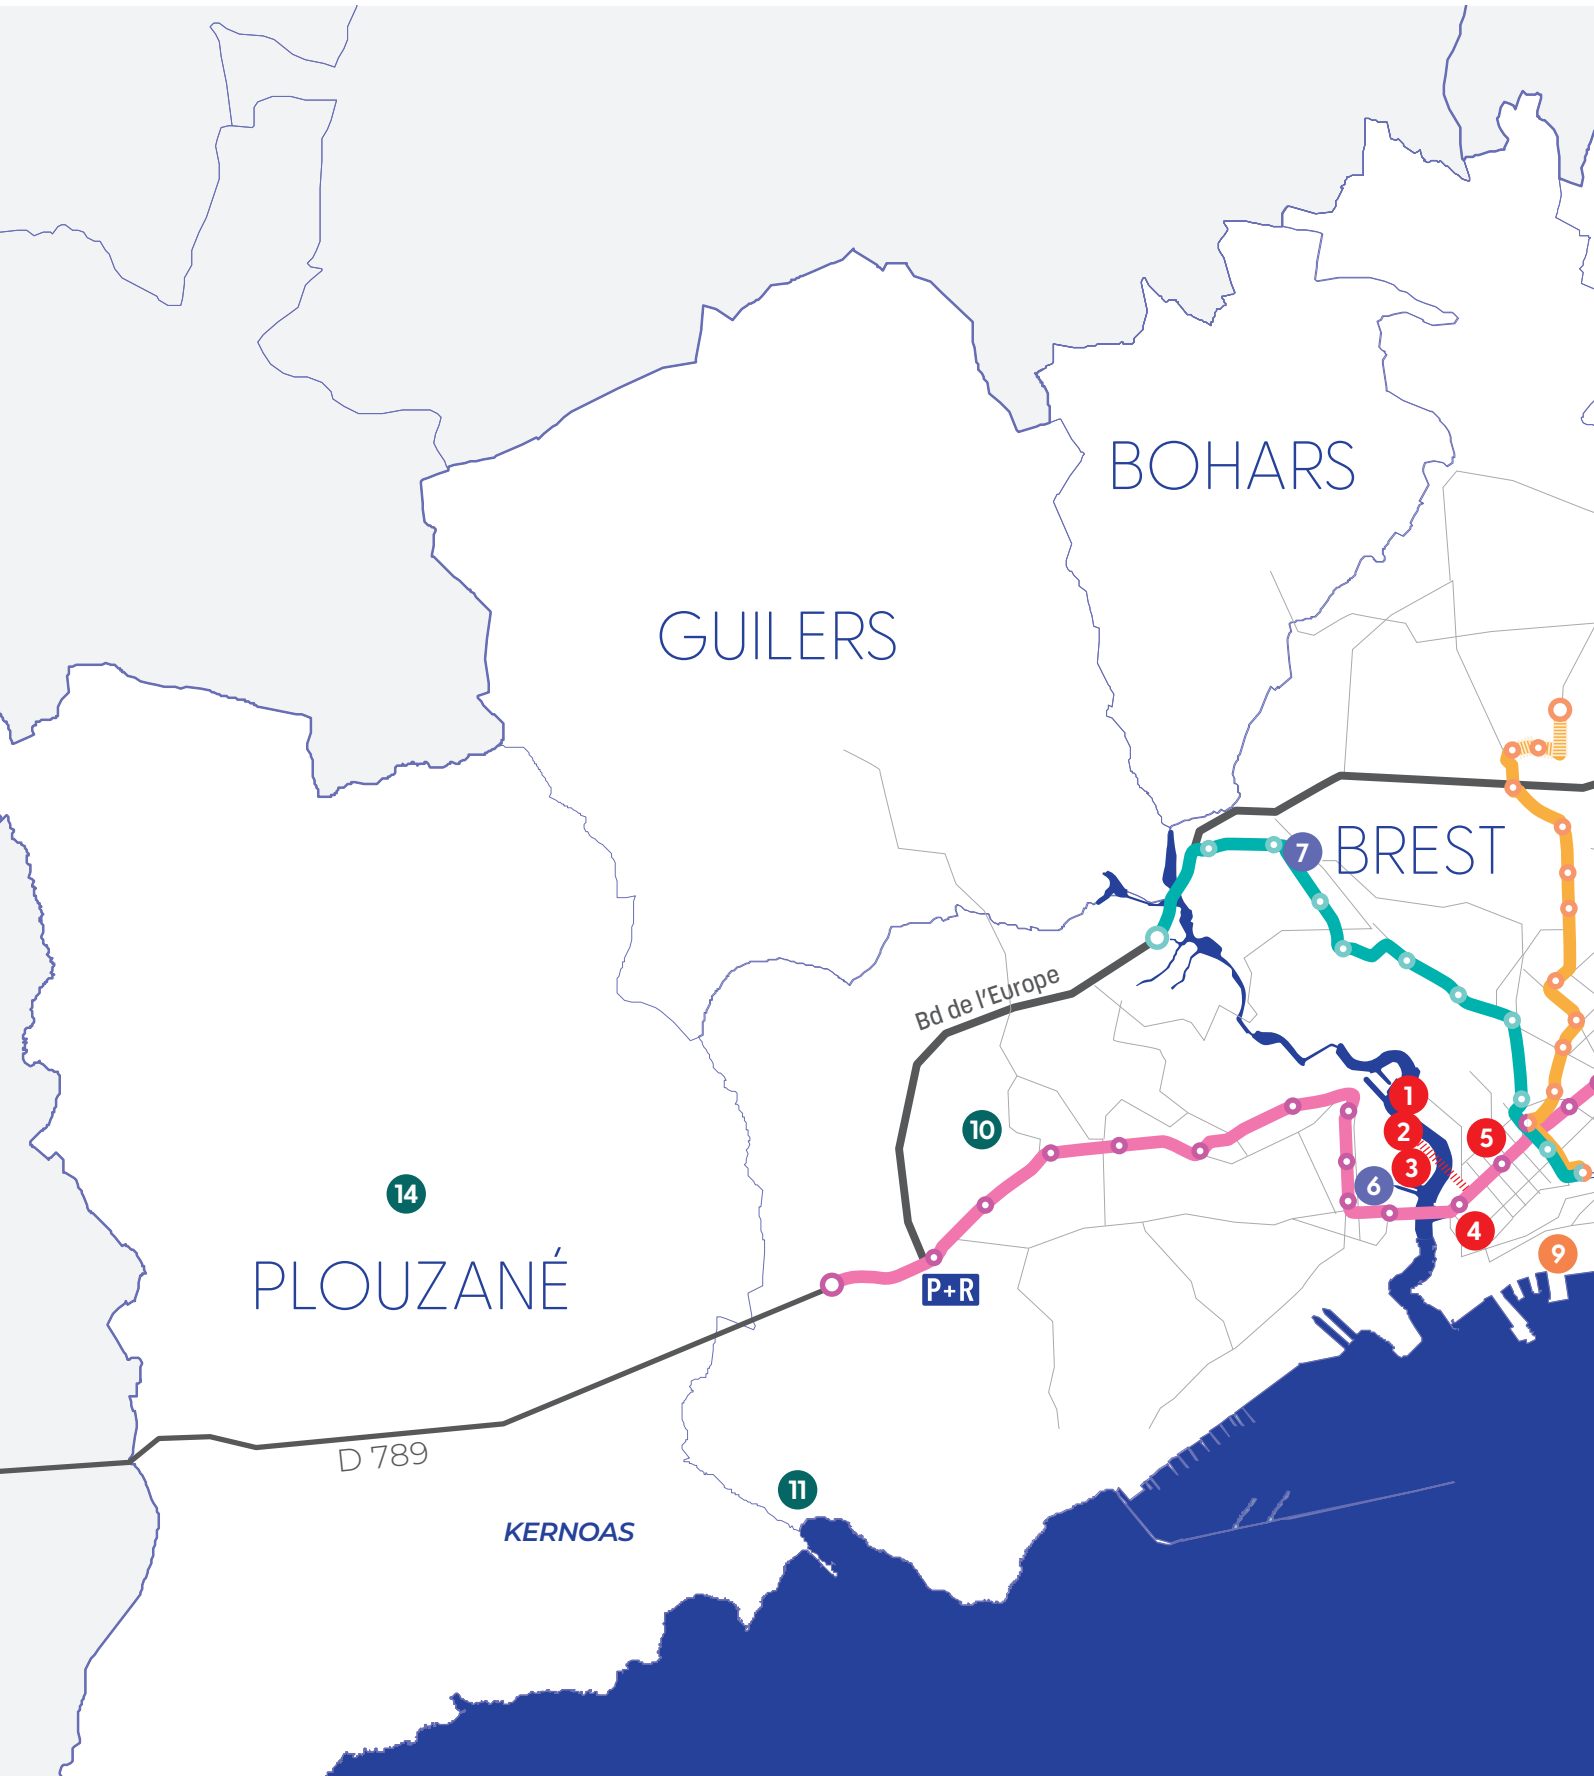 BOHARS
GUILERS
7
BREST
Bd de l'Europe
1
10
2
5
3
14
6
4
9
PLOUZANÉ
P+R
D 789
11
KERNOAS